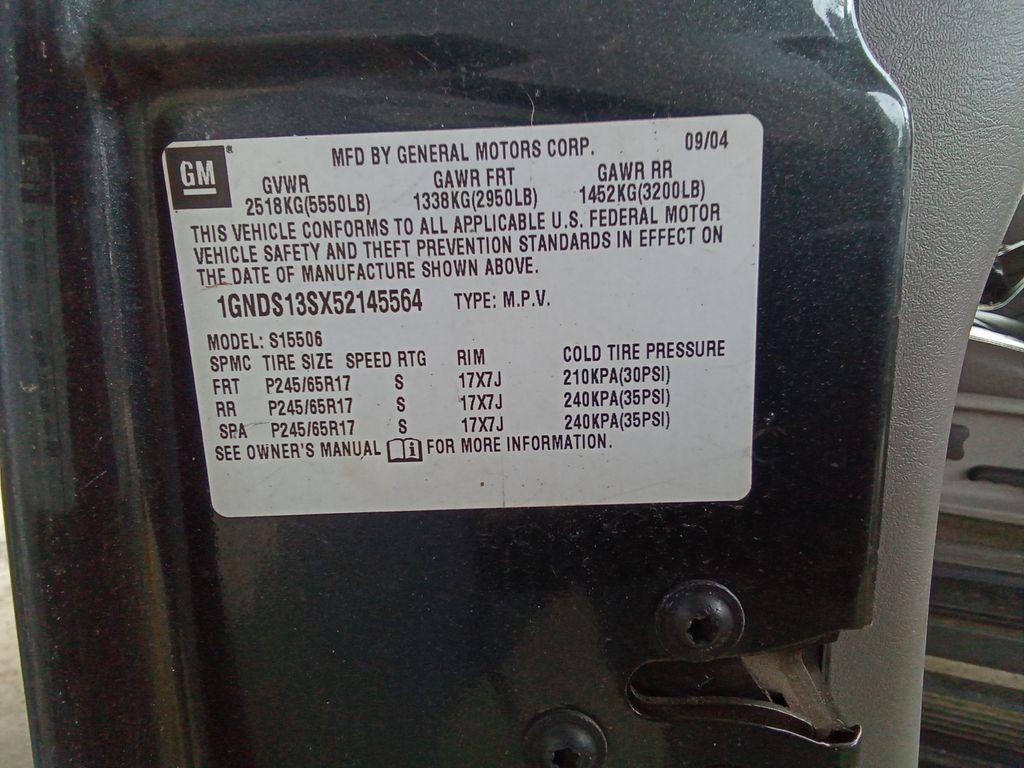 GM
MFD BY GENERAL MOTORS CORP. 09/04
GVWR GAWR FRT GAWR RR
2518KG(5550LB) 1338KG(2950LB) 1452KG(3200LB)
THIS VEHICLE CONFORMS TO ALL APPLICABLE U.S. FEDERAL MOTOR
VEHICLE SAFETY AND THEFT PREVENTION STANDARDS IN EFFECT ON
THE DATE OF MANUFACTURE SHOWN ABOVE.
1GNDS13SX52145564 TYPE: M.P.V.
MODEL: S15506
SPMC TIRE SIZE SPEED RTG RIM COLD TIRE PRESSURE
FRT P245/65R17 S 17X7J 210KPA(30PSI)
RR P245/65R17 S 17X7J 240KPA(35PSI)
SPA P245/65R17 S 17X7J 240KPA(35PSI)
SEE OWNER'S MANUAL i FOR MORE INFORMATION.